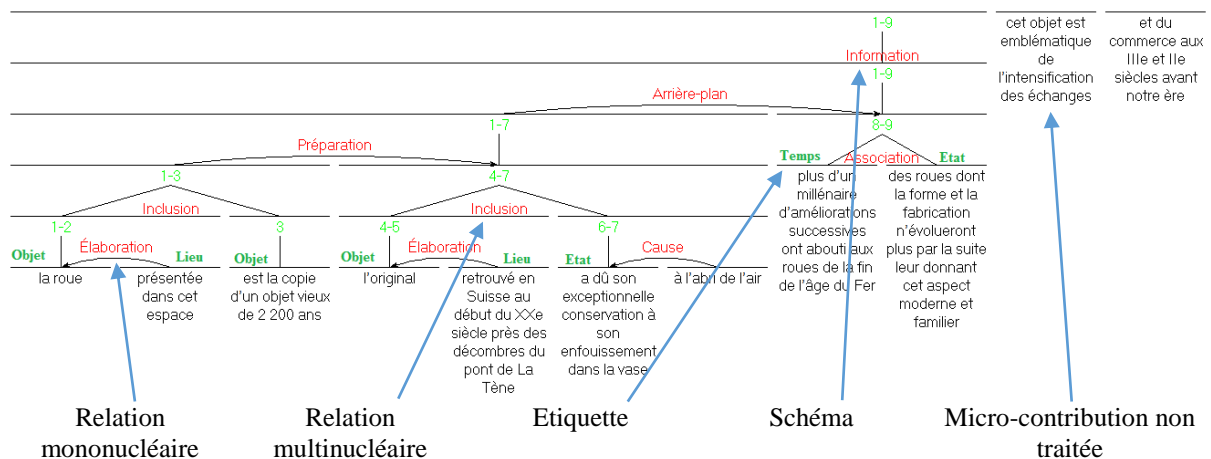 1-9
Information
1-9
Arrière-plan
1-7
8-9
Préparation
Temps
Association
Etat
1-3
4-7
Inclusion
Inclusion
1-2
3
4-5
6-7
Objet
Élaboration
Lieu
Objet
Objet
Élaboration
Lieu
Etat
Cause
la roue
présentée
dans cet
espace
est la copie
d'un objet vieux
de 2 200 ans
l'original
retrouvé en
Suisse au
début du XXe
siècle près des
décombres du
pont de La
Tène
a dû son
exceptionnelle
conservation à
son
enfouissement
dans la vase
à l'abri de l'air
plus d'un
millénaire
d'améliorations
successives
ont abouti aux
roues de la fin
de l'âge du Fer
des roues dont
la forme et la
fabrication
n'évolueront
plus par la suite
leur donnant
cet aspect
moderne et
familier
cet objet est
emblématique
de
l'intensification
des échanges
et du
commerce aux
IIIe et IIe
siècles avant
notre ère
Relation
mononucléaire
Relation
multinucléaire
Etiquette
Schéma
Micro-contribution non
traitée